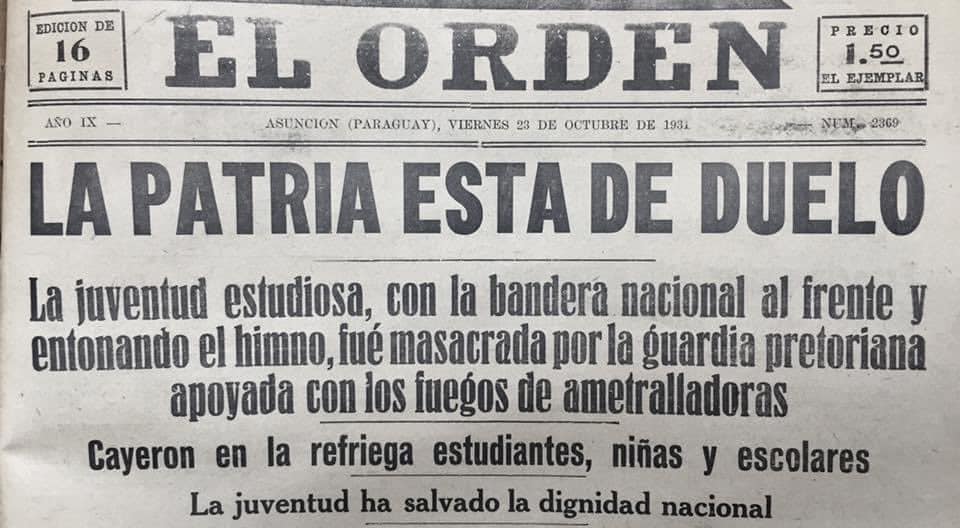 EDICION DE
16
PAGINAS
EL ORDEN
PRECIO
1.50
EL EJEMPLAR
AÑO IX — ASUNCION (PARAGUAY), VIERNES 23 DE OCTUBRE DE 1931 NUM. 2369
LA PATRIA ESTA DE DUELO
La juventud estudiosa, con la bandera nacional al frente y
entonando el himno, fué masacrada por la guardia pretoriana
apoyada con los fuegos de ametralladoras
Cayeron en la refriega estudiantes, niñas y escolares
La juventud ha salvado la dignidad nacional